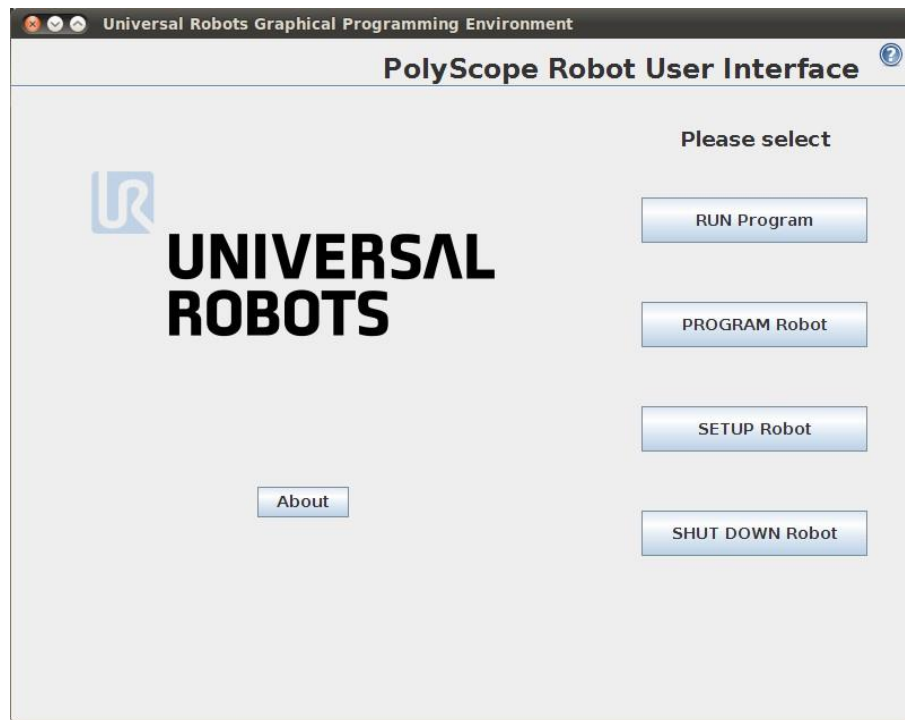 Universal Robots Graphical Programming Environment
PolyScope Robot User Interface
?
Please select
UR
UNIVERSAL
ROBOTS
RUN Program
PROGRAM Robot
SETUP Robot
About
SHUT DOWN Robot